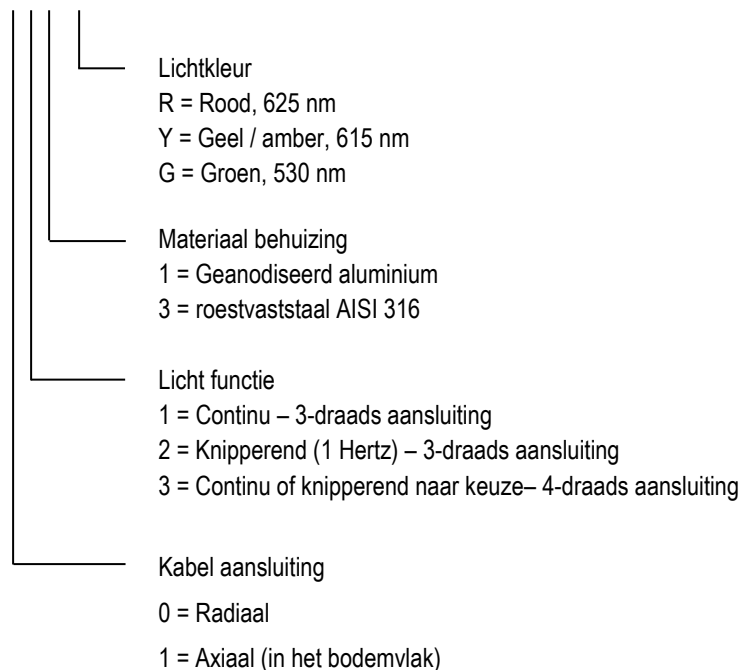 Lichtkleur
R = Rood, 625 nm
Y = Geel / amber, 615 nm
G = Groen, 530 nm
Materiaal behuizing
1 = Geanodiseerd aluminium
3 = roestvaststaal AISI 316
Licht functie
1 = Continu – 3-draads aansluiting
2 = Knipperend (1 Hertz) – 3-draads aansluiting
3 = Continu of knipperend naar keuze– 4-draads aansluiting
Kabel aansluiting
0 = Radiaal
1 = Axiaal (in het bodemvlak)